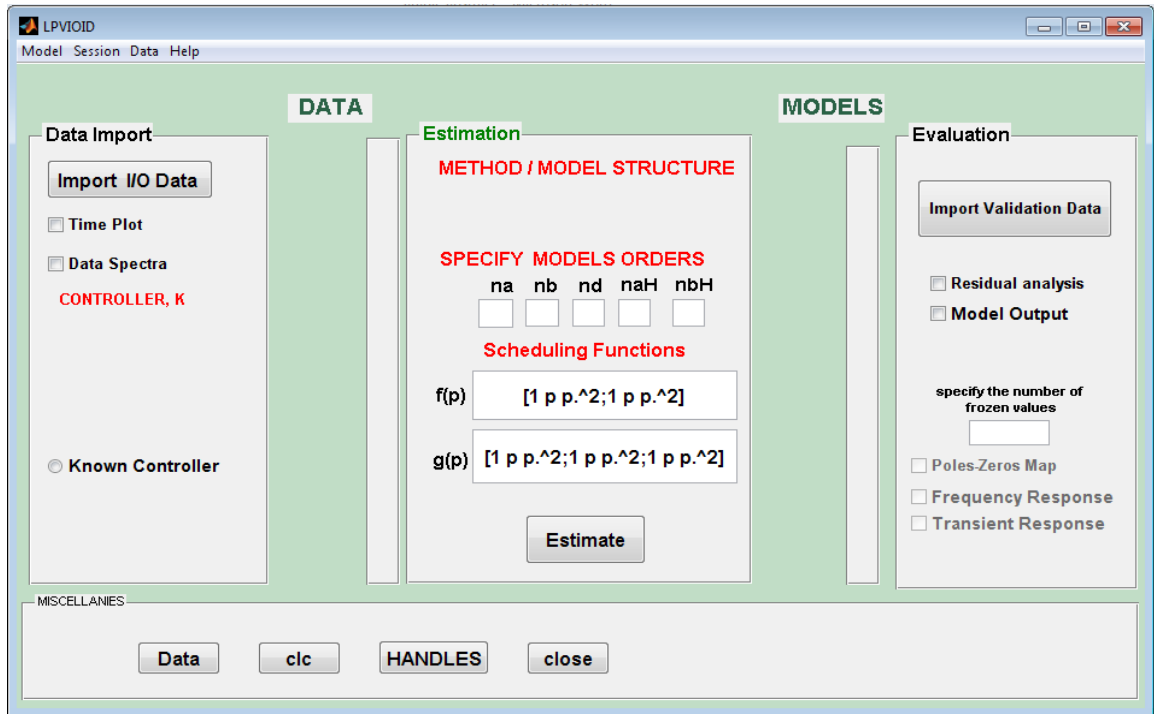 LPVIOID
Model Session Data Help
DATA
MODELS
Data Import
Import I/O Data
Time Plot
Data Spectra
CONTROLLER, K
Known Controller
Estimation
METHOD / MODEL STRUCTURE
SPECIFY MODELS ORDERS
na nb nd naH nbH
Scheduling Functions
f(p) [1 p p.^2;1 p p.^2]
g(p) [1 p p.^2;1 p p.^2;1 p p.^2]
Estimate
Evaluation
Import Validation Data
Residual analysis
Model Output
specify the number of
frozen values
Poles-Zeros Map
Frequency Response
Transient Response
MISCELLANIES
Data clc HANDLES close